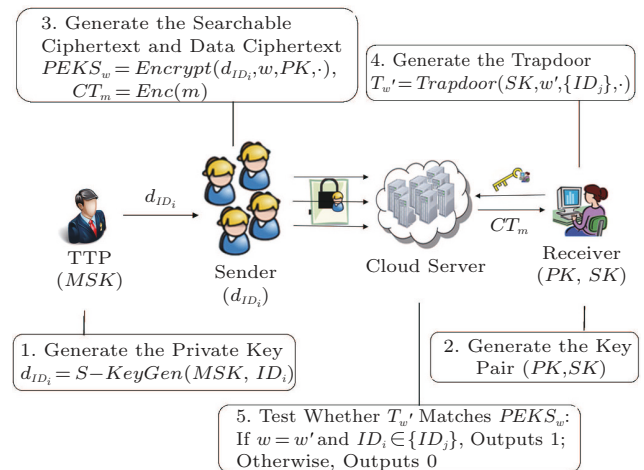 3. Generate the Searchable
Ciphertext and Data Ciphertext
PEKS_w = Encrypt(d_{ID_i},w,PK,·),
CT_m = Enc(m)
4. Generate the Trapdoor
T_{w'}=Trapdoor(SK,w',{ID_j},·)
d_{ID_i}
CT_m
TTP
(MSK)
Sender
(d_{ID_i})
Cloud Server
Receiver
(PK, SK)
1. Generate the Private Key
d_{ID_i} = S−KeyGen(MSK, ID_i)
2. Generate the Key
Pair (PK,SK)
5. Test Whether T_{w'} Matches PEKS_w:
If w = w' and ID_i ∈ {ID_j}, Outputs 1;
Otherwise, Outputs 0